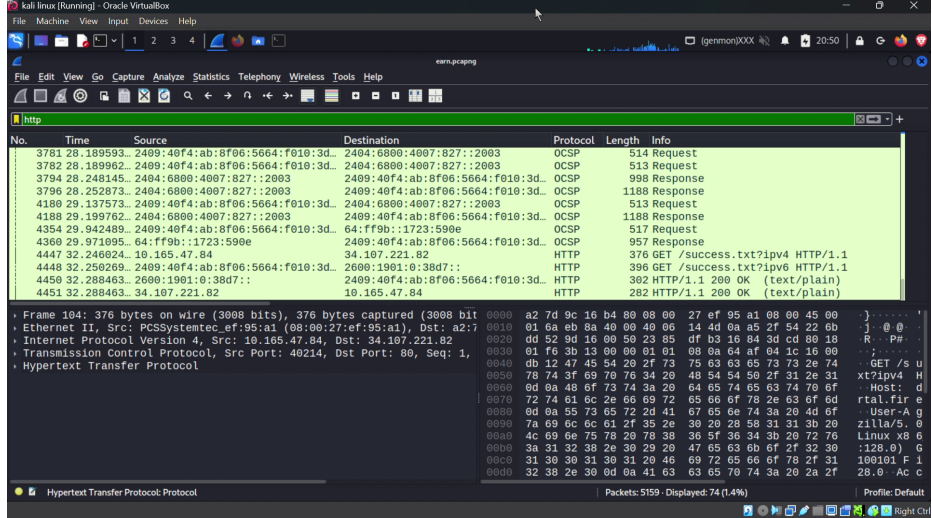 kali linux [Running] - Oracle VirtualBox
File Machine View Input Devices Help
1 2 3 4 (genmon)XXX 20:50
earn.pcapng
File Edit View Go Capture Analyze Statistics Telephony Wireless Tools Help
http
No. Time Source Destination Protocol Length Info
3781 28.189593… 2409:40f4:ab:8f06:5664:f010:3d… 2404:6800:4007:827::2003 OCSP 514 Request
3782 28.189962… 2409:40f4:ab:8f06:5664:f010:3d… 2404:6800:4007:827::2003 OCSP 513 Request
3794 28.248145… 2404:6800:4007:827::2003 2409:40f4:ab:8f06:5664:f010:3d… OCSP 998 Response
3796 28.252873… 2404:6800:4007:827::2003 2409:40f4:ab:8f06:5664:f010:3d… OCSP 1188 Response
4180 29.137573… 2409:40f4:ab:8f06:5664:f010:3d… 2404:6800:4007:827::2003 OCSP 513 Request
4188 29.199762… 2404:6800:4007:827::2003 2409:40f4:ab:8f06:5664:f010:3d… OCSP 1188 Response
4354 29.942489… 2409:40f4:ab:8f06:5664:f010:3d… 64:ff9b::1723:590e OCSP 517 Request
4360 29.971095… 64:ff9b::1723:590e 2409:40f4:ab:8f06:5664:f010:3d… OCSP 957 Response
4447 32.246024… 10.165.47.84 34.107.221.82 HTTP 376 GET /success.txt?ipv4 HTTP/1.1
4448 32.250269… 2409:40f4:ab:8f06:5664:f010:3d… 2600:1901:0:38d7:: HTTP 396 GET /success.txt?ipv6 HTTP/1.1
4450 32.288463… 2600:1901:0:38d7:: 2409:40f4:ab:8f06:5664:f010:3d… HTTP 302 HTTP/1.1 200 OK (text/plain)
4451 32.288463… 34.107.221.82 10.165.47.84 HTTP 282 HTTP/1.1 200 OK (text/plain)
Frame 104: 376 bytes on wire (3008 bits), 376 bytes captured (3008 bit
Ethernet II, Src: PCSSystemtec_ef:95:a1 (08:00:27:ef:95:a1), Dst: a2:7
Internet Protocol Version 4, Src: 10.165.47.84, Dst: 34.107.221.82
Transmission Control Protocol, Src Port: 40214, Dst Port: 80, Seq: 1,
Hypertext Transfer Protocol
0000 a2 7d 9c 16 b4 80 08 00 27 ef 95 a1 08 00 45 00 ·}······ '
0010 01 6a eb 8a 40 00 40 06 14 4d 0a a5 2f 54 22 6b ·j··@·@·
0020 dd 52 9d 16 00 50 23 85 df b3 16 84 3d cd 80 18 ·R···P#·
0030 01 f6 3b 13 00 00 01 01 08 0a 64 af 04 1c 16 00 ··;·····
0040 db 12 47 45 54 20 2f 73 75 63 63 65 73 73 2e 74 ··GET /s u
0050 78 74 3f 69 70 76 34 20 48 54 54 50 2f 31 2e 31 xt?ipv4 H
0060 0d 0a 48 6f 73 74 3a 20 64 65 74 65 63 74 70 6f ··Host: d
0070 72 74 61 6c 2e 66 69 72 65 66 6f 78 2e 63 6f 6d rtal.fir e
0080 0d 0a 55 73 65 72 2d 41 67 65 6e 74 3a 20 4d 6f ··User-A g
0090 7a 69 6c 6c 61 2f 35 2e 30 20 28 58 31 31 3b 20 zilla/5. 0
00a0 4c 69 6e 75 78 20 78 38 36 5f 36 34 3b 20 72 76 Linux x8 6
00b0 3a 31 32 38 2e 30 29 20 47 65 63 6b 6f 2f 32 30 :128.0) G
00c0 31 30 30 31 30 31 20 46 69 72 65 66 6f 78 2f 31 100101 F i
00d0 32 38 2e 30 0d 0a 41 63 63 65 70 74 3a 20 2a 2f 28.0··Ac c
Hypertext Transfer Protocol: Protocol Packets: 5159 · Displayed: 74 (1.4%) Profile: Default
Right Ctrl